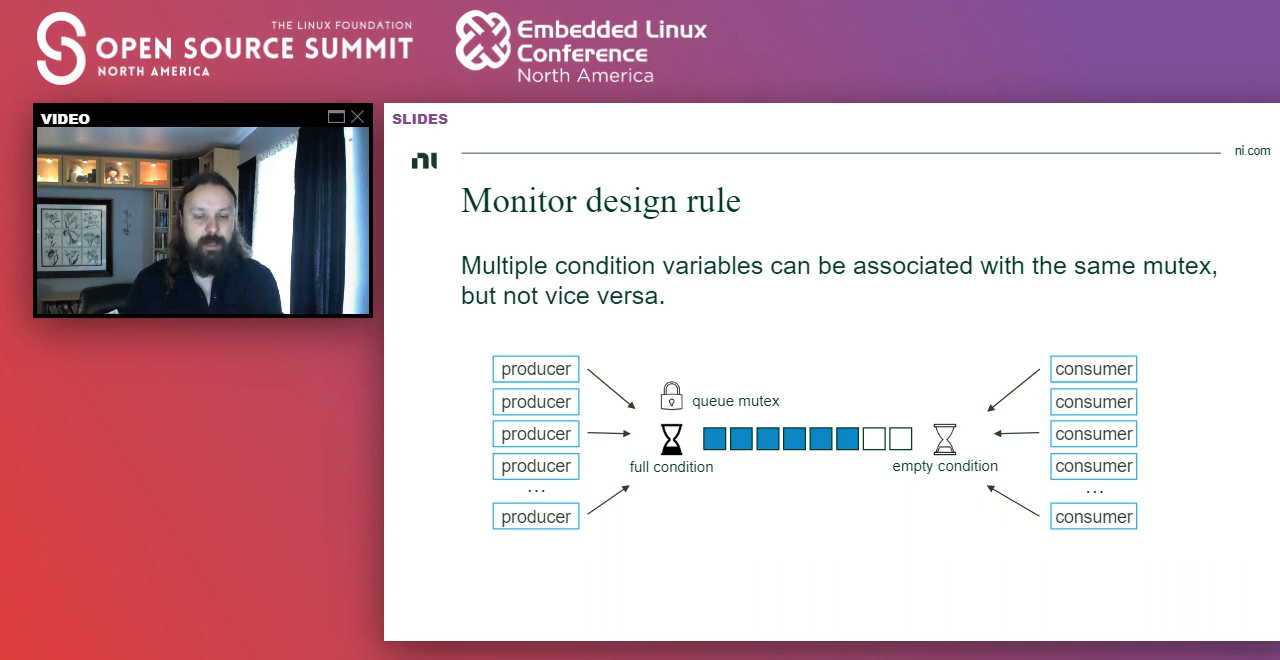 THE LINUX FOUNDATION
OPEN SOURCE SUMMIT
NORTH AMERICA
Embedded Linux
Conference
North America
VIDEO
SLIDES
ni
ni.com
Monitor design rule
Multiple condition variables can be associated with the same mutex,
but not vice versa.
producer
producer
producer
producer
...
producer
queue mutex
full condition
empty condition
consumer
consumer
consumer
consumer
...
consumer